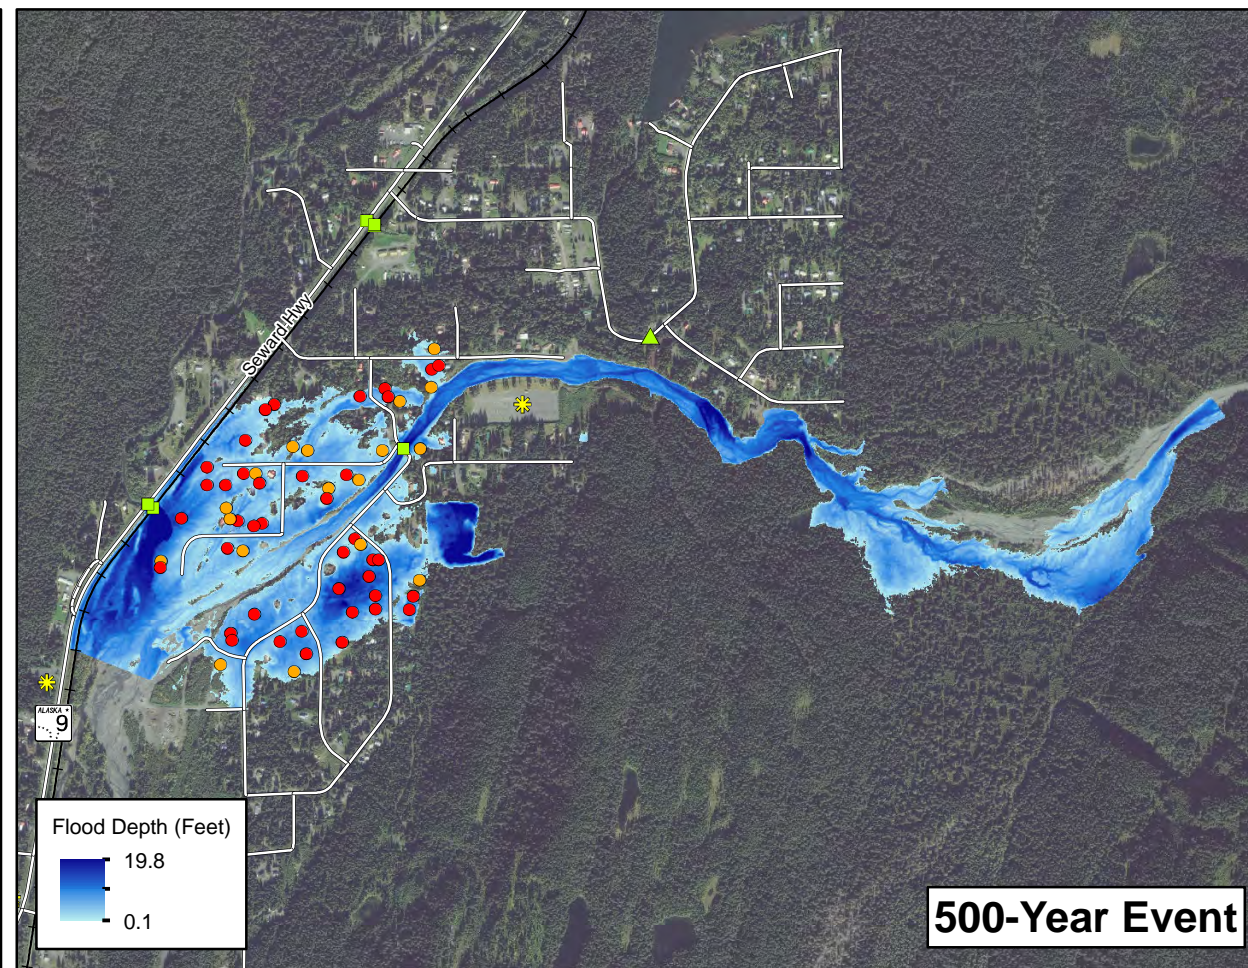 Seward Hwy
ALASKA
9
Flood Depth (Feet)
19.8
0.1
500-Year Event